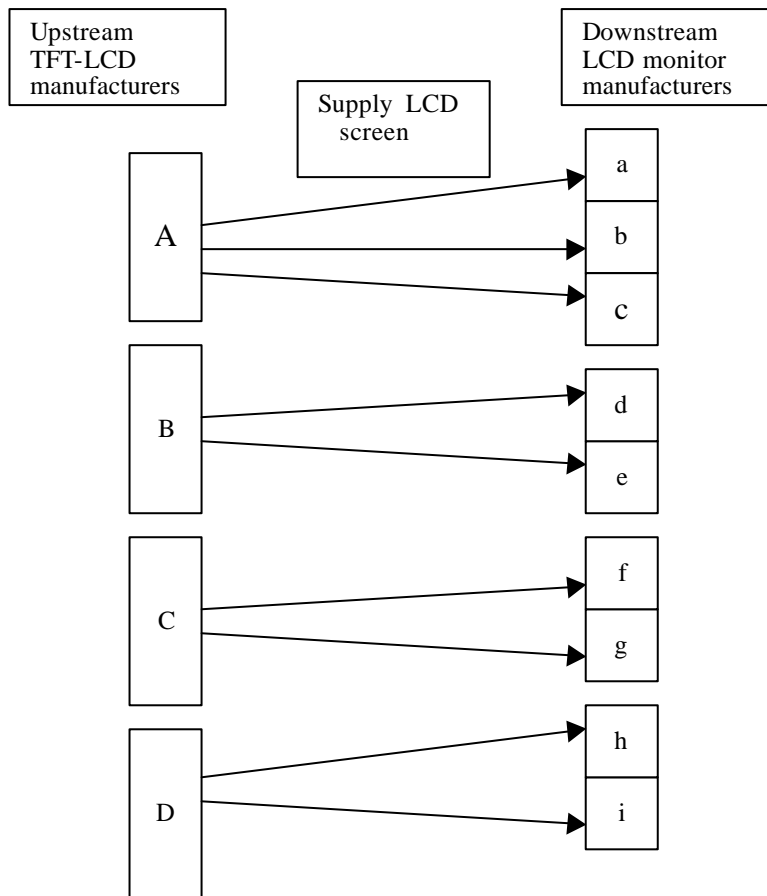 Upstream
TFT-LCD
manufacturers
Downstream
LCD monitor
manufacturers
Supply LCD
screen
A
a
b
c
B
d
e
C
f
g
D
h
i